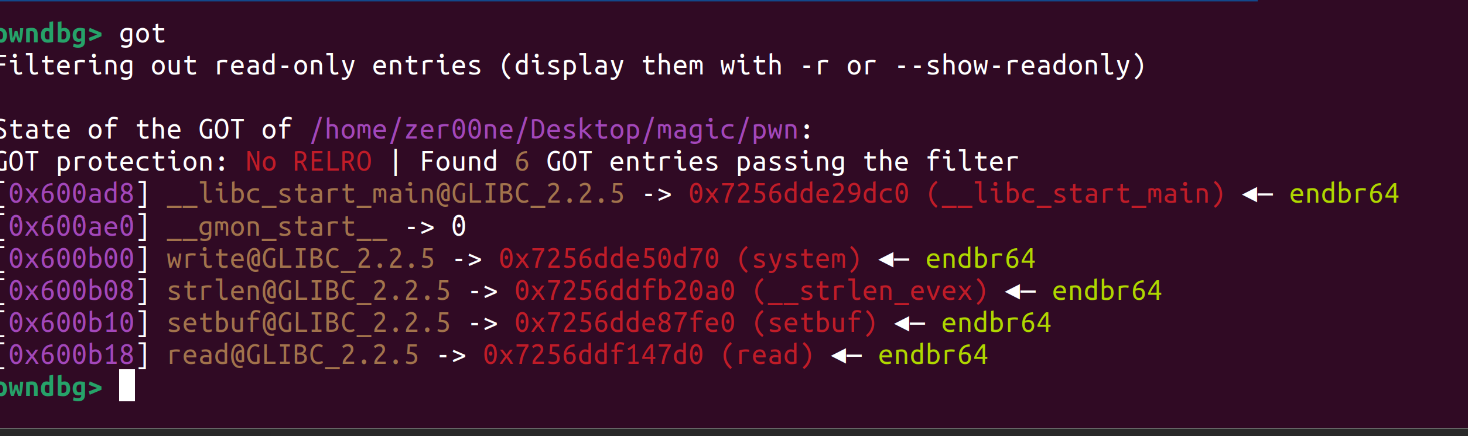 pwndbg> got
Filtering out read-only entries (display them with -r or --show-readonly)
State of the GOT of /home/zer00ne/Desktop/magic/pwn:
GOT protection: No RELRO | Found 6 GOT entries passing the filter
[0x600ad8] __libc_start_main@GLIBC_2.2.5 -> 0x7256dde29dc0 (__libc_start_main) ◂— endbr64
[0x600ae0] __gmon_start__ -> 0
[0x600b00] write@GLIBC_2.2.5 -> 0x7256dde50d70 (system) ◂— endbr64
[0x600b08] strlen@GLIBC_2.2.5 -> 0x7256ddfb20a0 (__strlen_evex) ◂— endbr64
[0x600b10] setbuf@GLIBC_2.2.5 -> 0x7256dde87fe0 (setbuf) ◂— endbr64
[0x600b18] read@GLIBC_2.2.5 -> 0x7256ddf147d0 (read) ◂— endbr64
pwndbg>